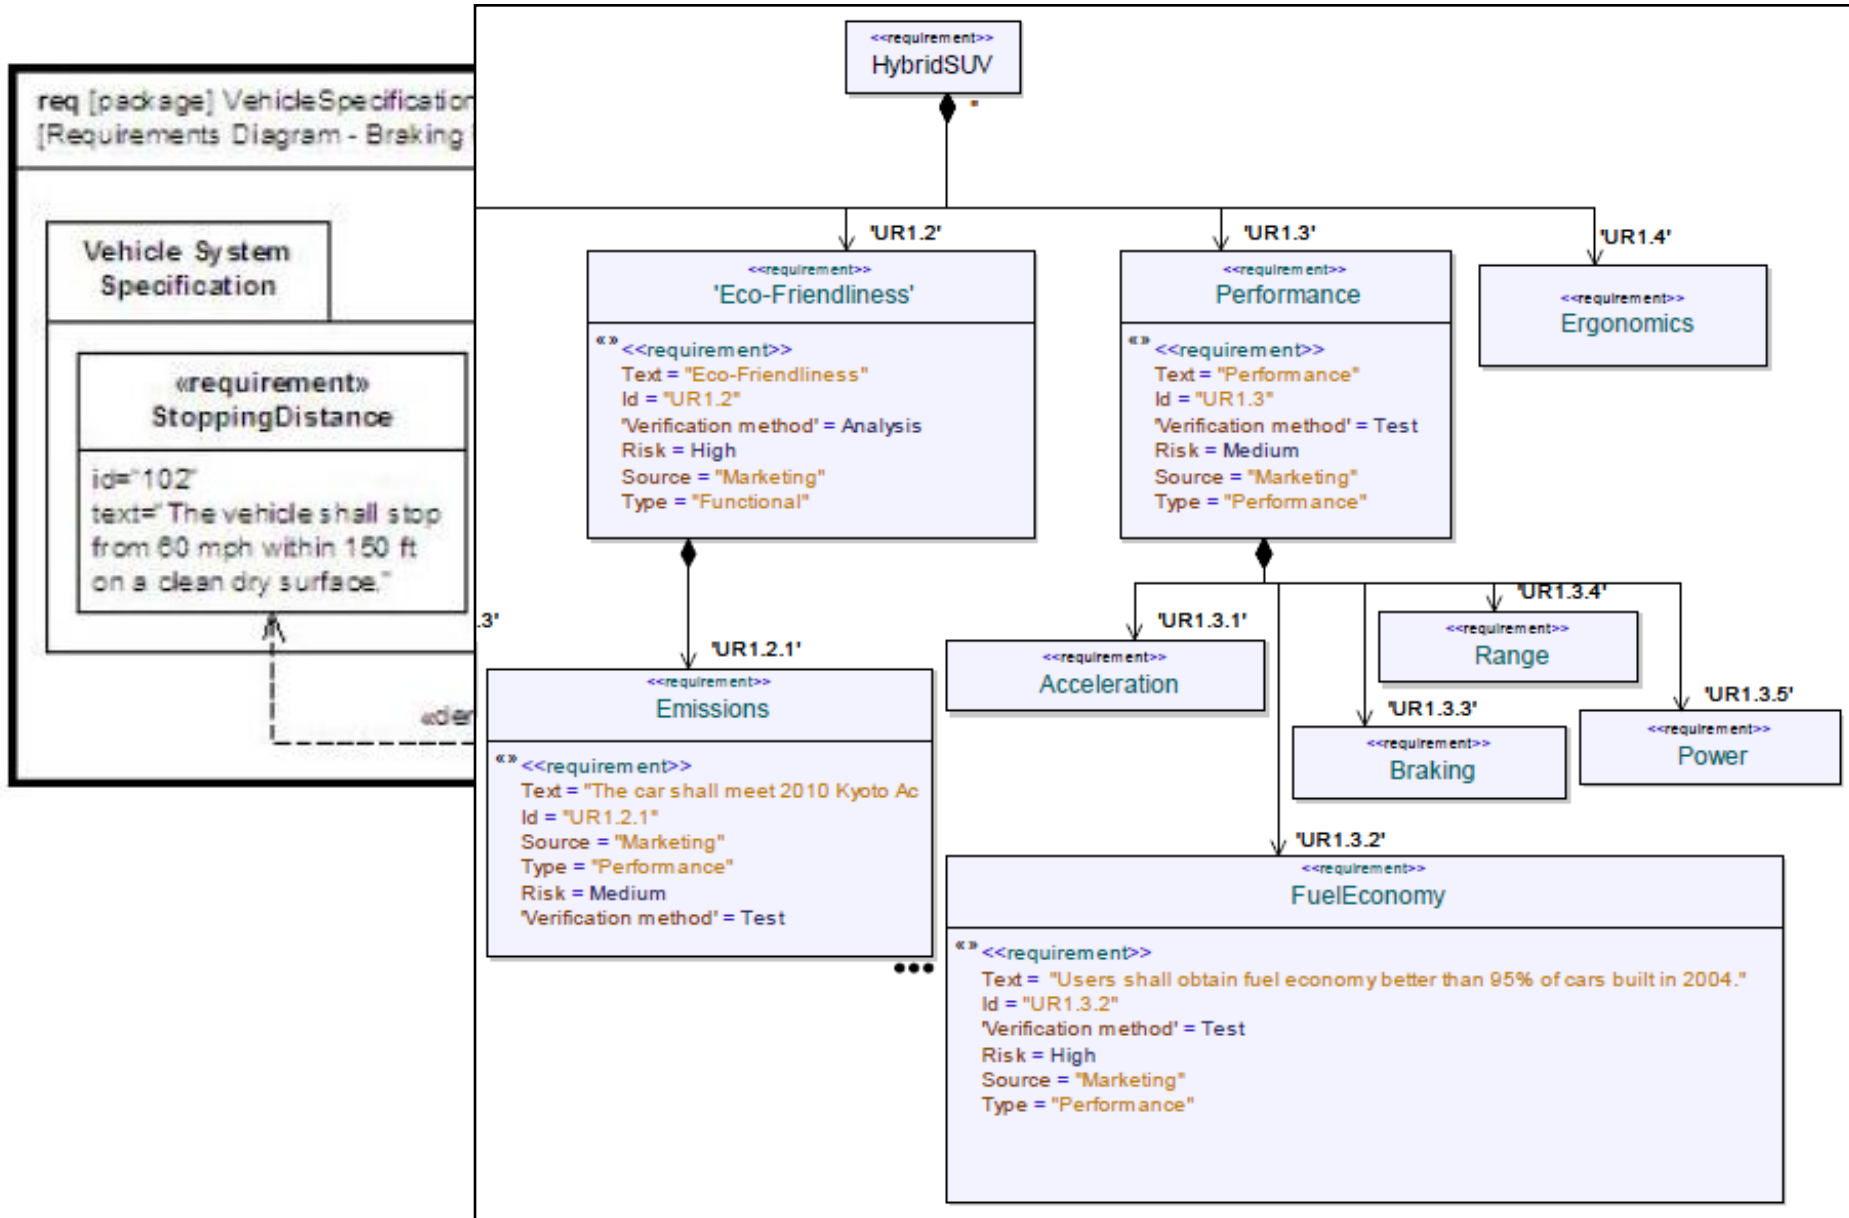 req [package] VehicleSpecification
[Requirements Diagram - Braking
Vehicle System
Specification
«requirement»
StoppingDistance
id="102"
text="The vehicle shall stop
from 60 mph within 150 ft
on a clean dry surface."
«der
<<requirement>>
HybridSUV
'UR1.2'
<<requirement>>
'Eco-Friendliness'
«» <<requirement>>
Text = "Eco-Friendliness"
Id = "UR1.2"
'Verification method' = Analysis
Risk = High
Source = "Marketing"
Type = "Functional"
'UR1.3'
<<requirement>>
Performance
«» <<requirement>>
Text = "Performance"
Id = "UR1.3"
'Verification method' = Test
Risk = Medium
Source = "Marketing"
Type = "Performance"
'UR1.4'
<<requirement>>
Ergonomics
.3'
'UR1.2.1'
<<requirement>>
Emissions
«» <<requirement>>
Text = "The car shall meet 2010 Kyoto Ac
Id = "UR1.2.1"
Source = "Marketing"
Type = "Performance"
Risk = Medium
'Verification method' = Test
'UR1.3.1'
<<requirement>>
Acceleration
'UR1.3.4'
<<requirement>>
Range
'UR1.3.3'
<<requirement>>
Braking
'UR1.3.5'
<<requirement>>
Power
'UR1.3.2'
<<requirement>>
FuelEconomy
«» <<requirement>>
Text = "Users shall obtain fuel economy better than 95% of cars built in 2004."
Id = "UR1.3.2"
'Verification method' = Test
Risk = High
Source = "Marketing"
Type = "Performance"